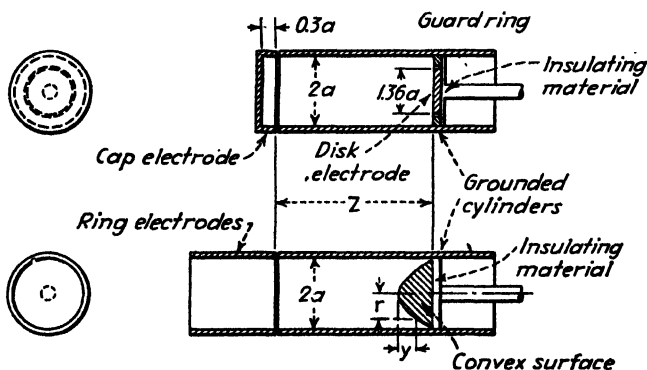 0.3a
Guard ring
Insulating
material
2a
1.36a
Cap electrode
Disk
electrode
Grounded
cylinders
Z
Ring electrodes
Insulating
material
2a
r
y
Convex surface